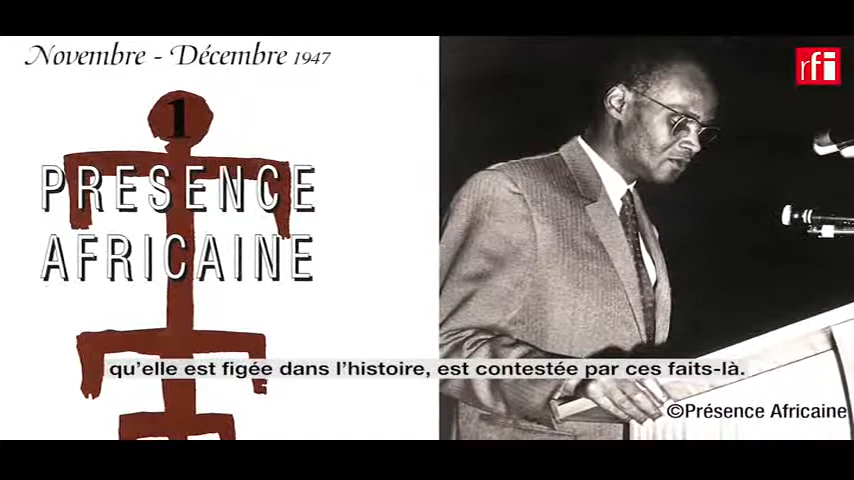 Novembre - Décembre 1947
rfi
1
PRESENCE
AFRICAINE
qu'elle est figée dans l'histoire, est contestée par ces faits-là.
©Présence Africaine